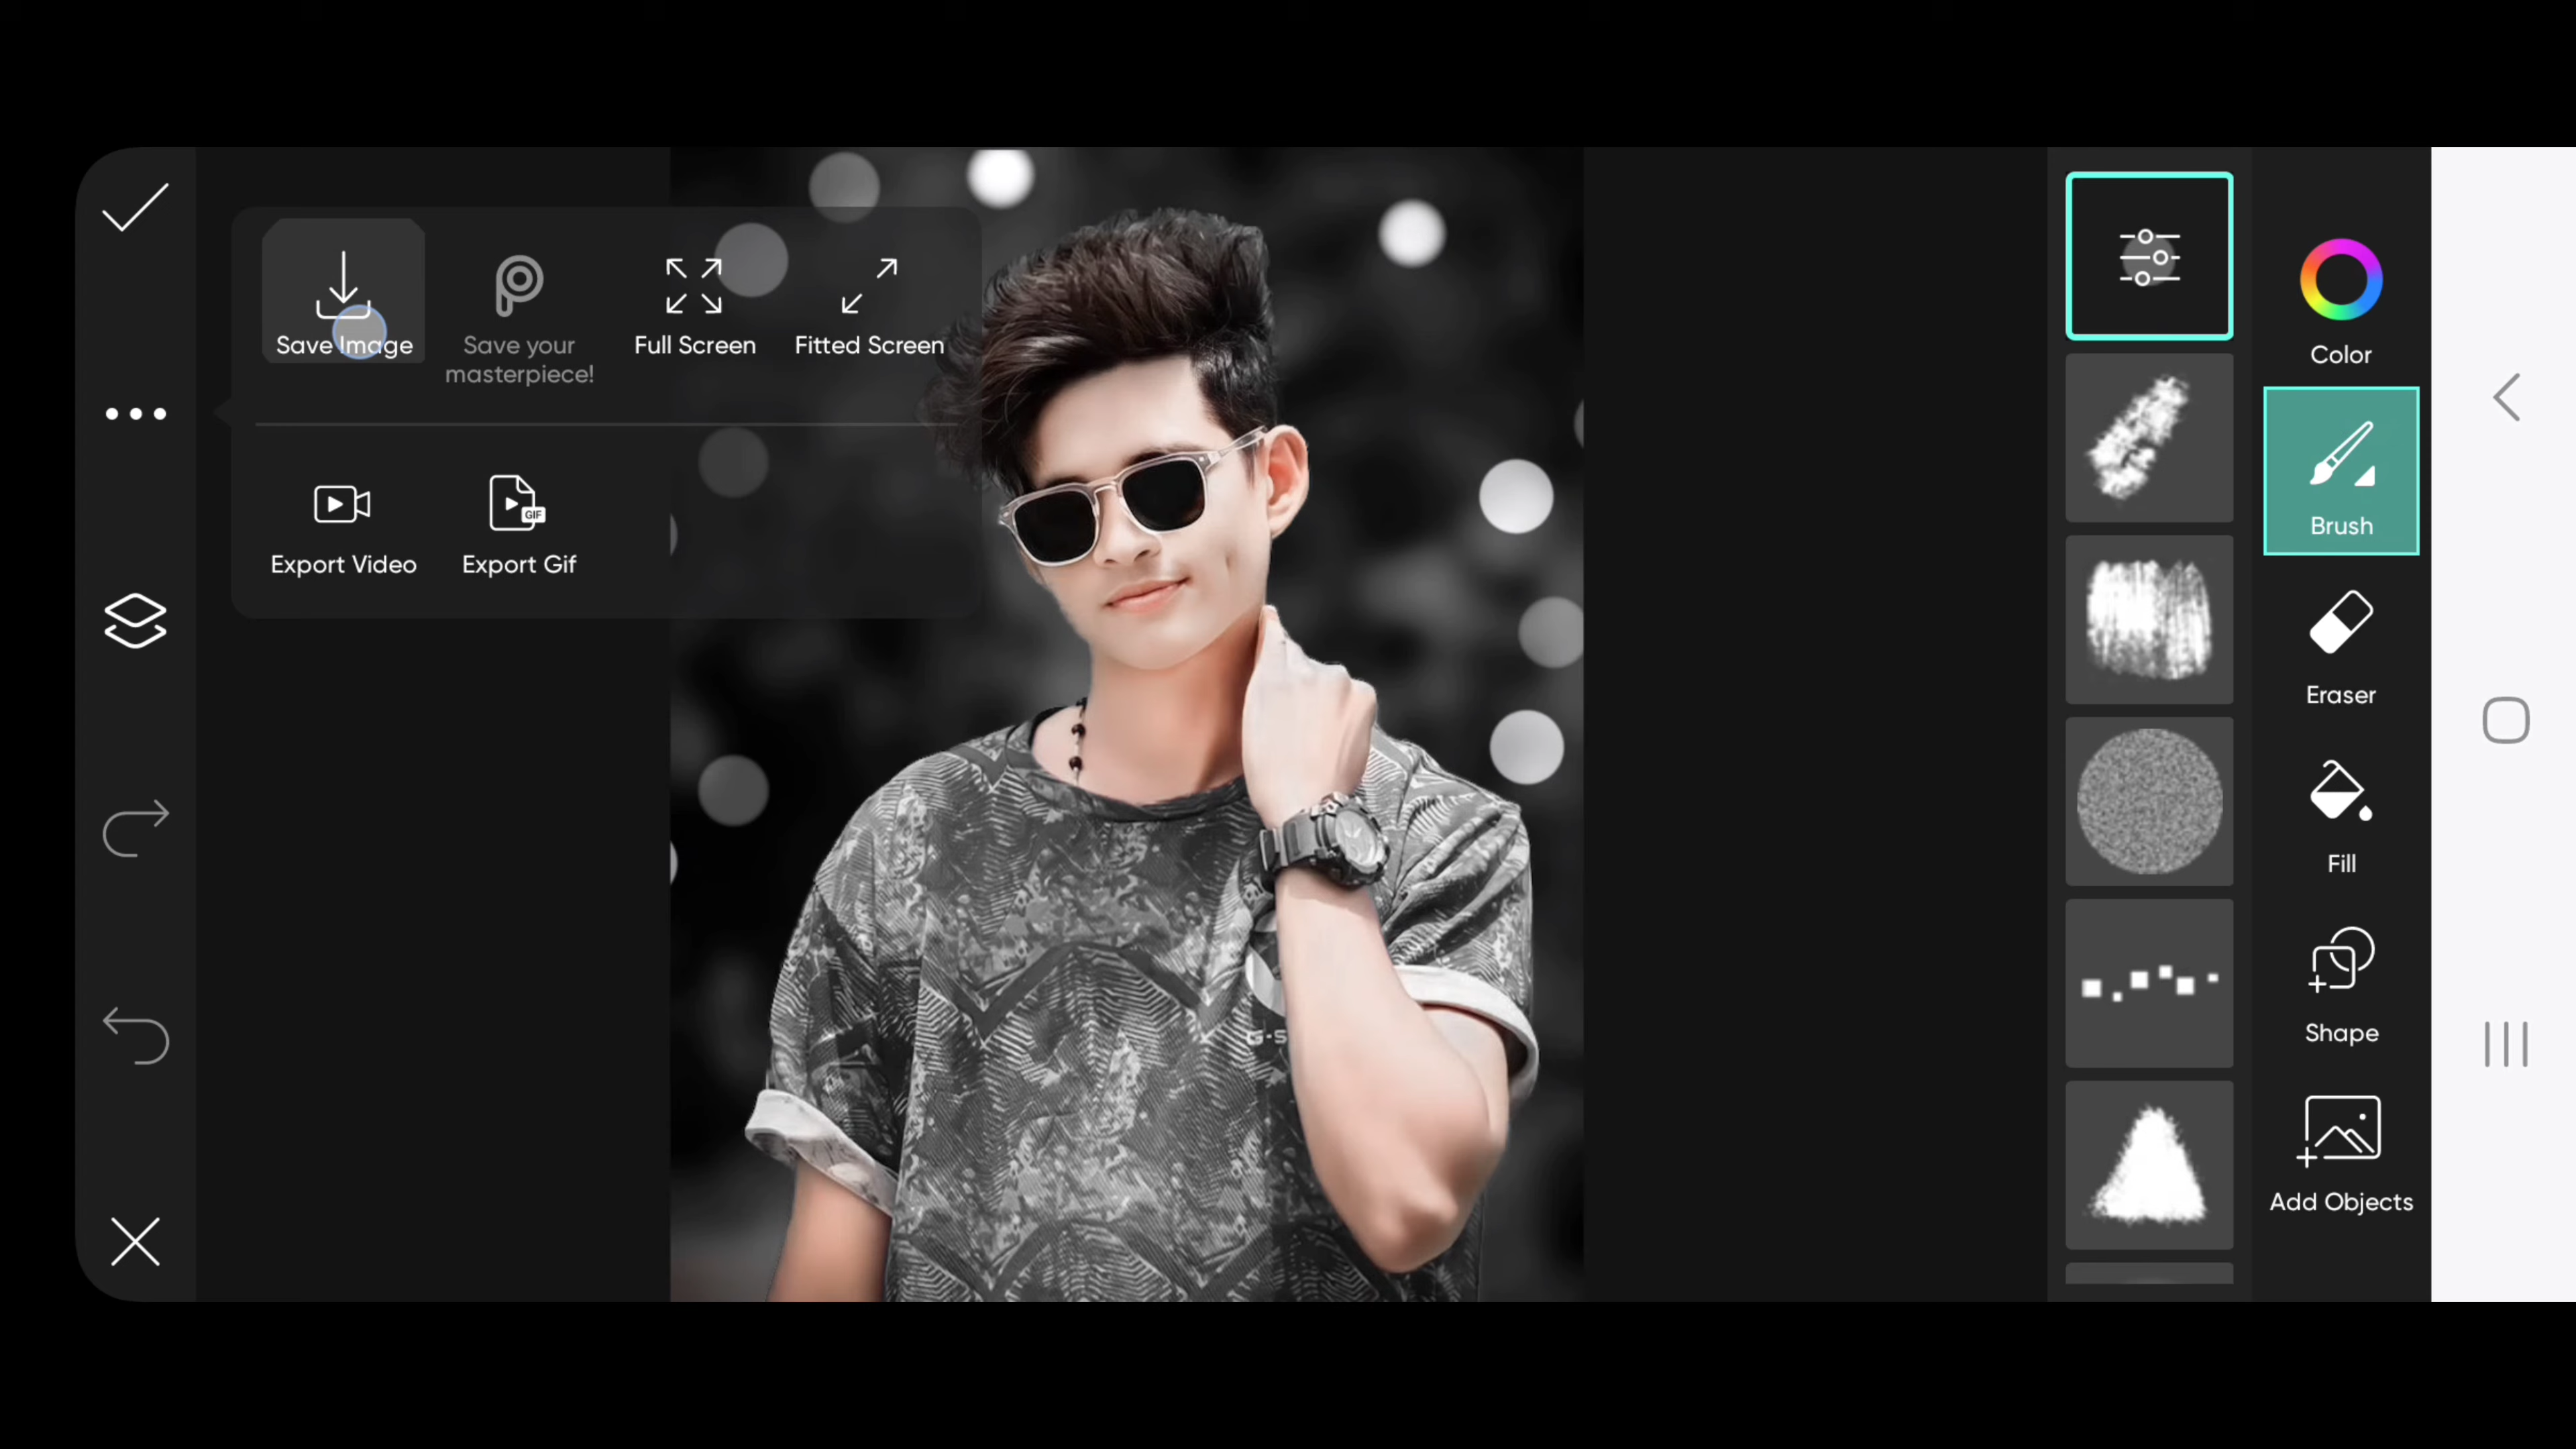 Save Image
Save your
masterpiece!
Full Screen
Fitted Screen
Export Video
GIF
Export Gif
G-S
Color
Brush
Eraser
Fill
Shape
Add Objects